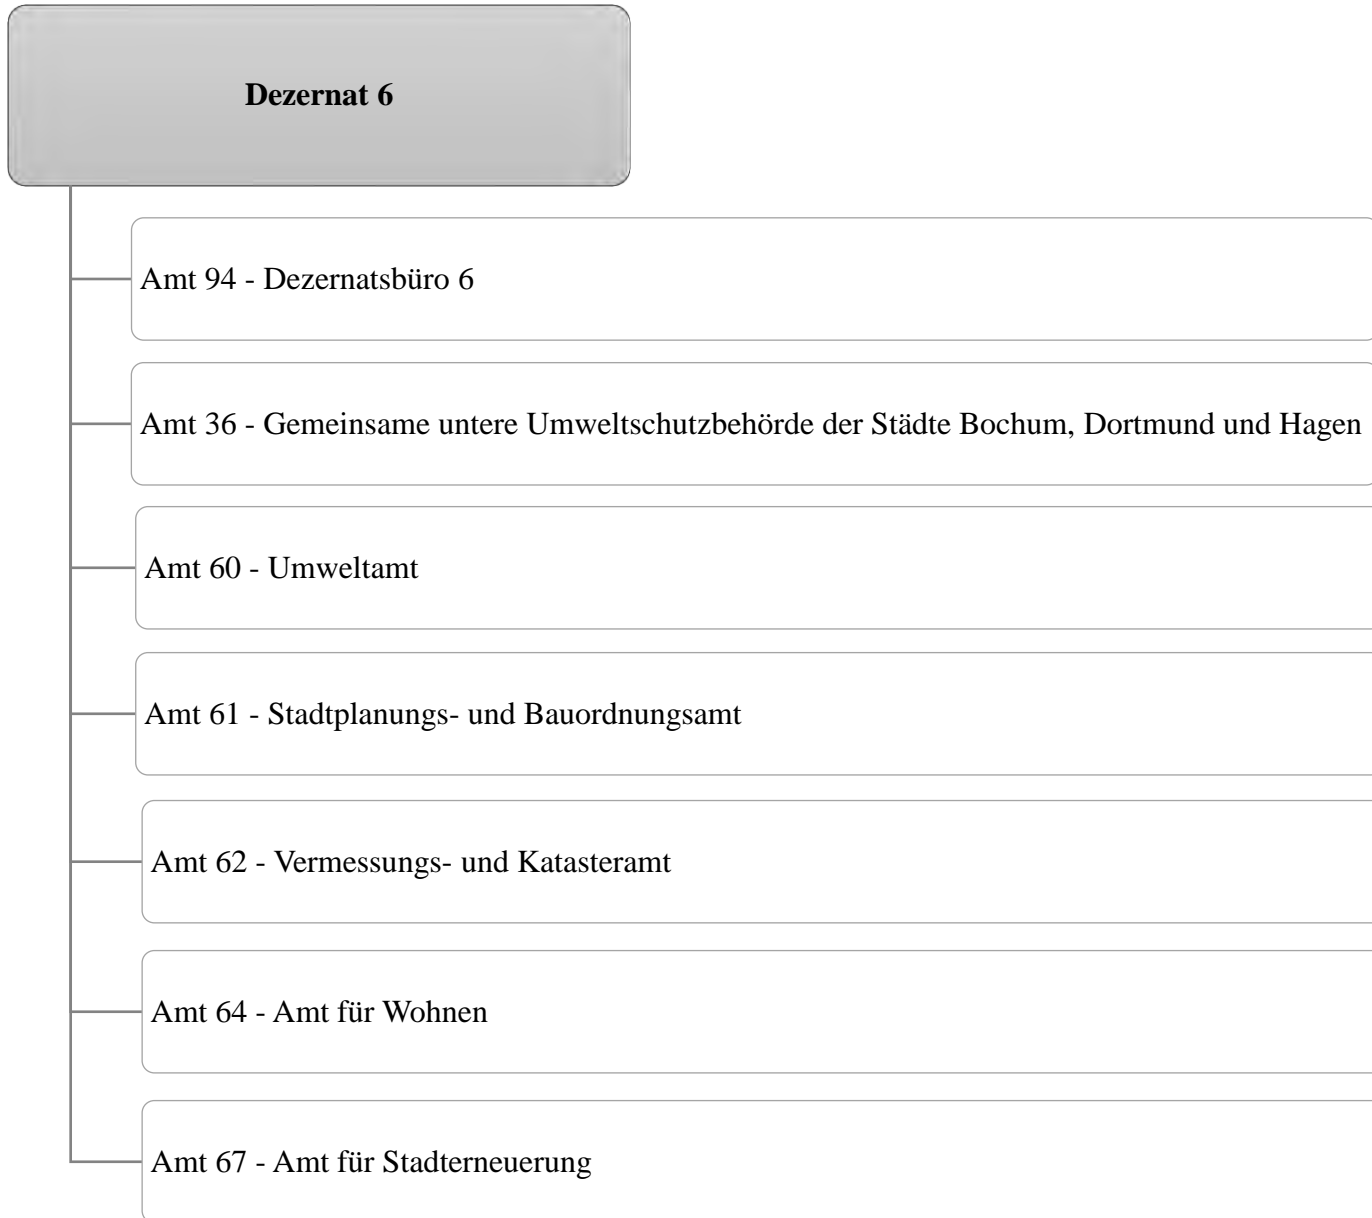 Dezernat 6
Amt 94 - Dezernatsbüro 6
Amt 36 - Gemeinsame untere Umweltschutzbehörde der Städte Bochum, Dortmund und Hagen
Amt 60 - Umweltamt
Amt 61 - Stadtplanungs- und Bauordnungsamt
Amt 62 - Vermessungs- und Katasteramt
Amt 64 - Amt für Wohnen
Amt 67 - Amt für Stadterneuerung